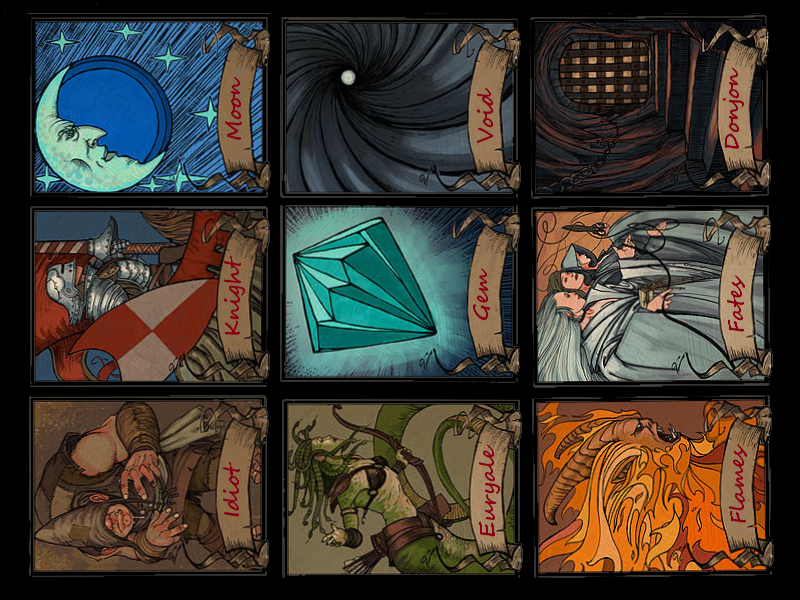 Moon
Void
Donjon
Knight
Gem
Fates
Idiot
Euryale
Flames